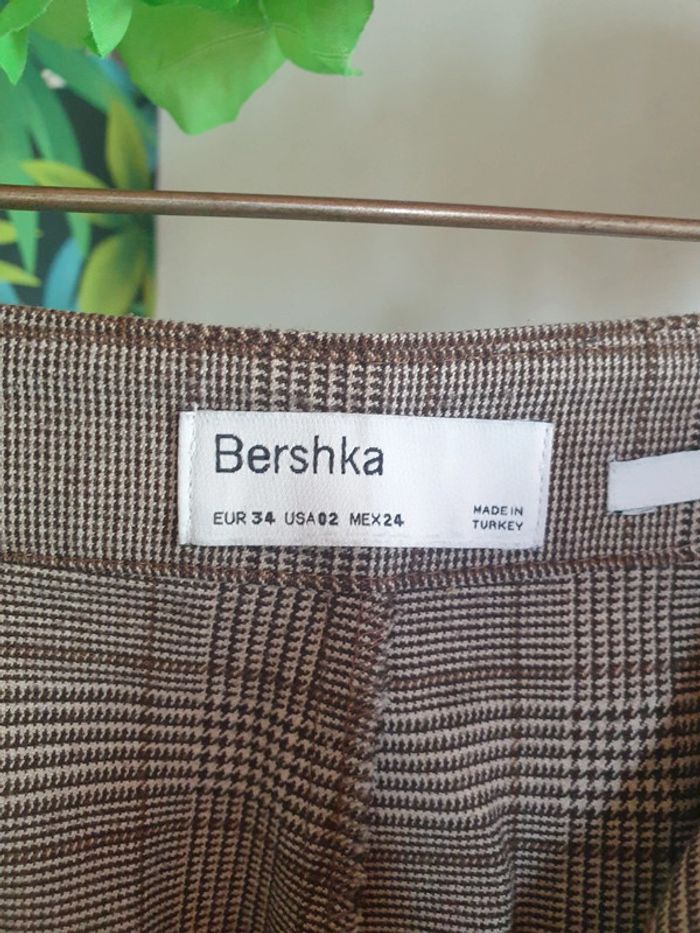 Bershka
EUR 34 USA 02 MEX 24
MADE IN
TURKEY